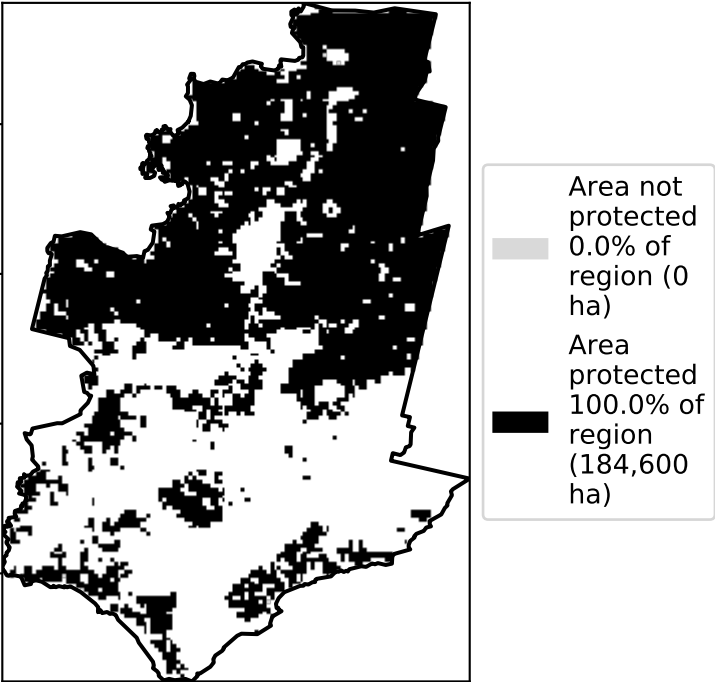 Area not
protected
0.0% of
region (0
ha)
Area
protected
100.0% of
region
(184,600
ha)